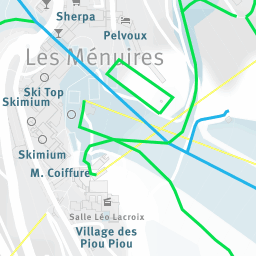 Sherpa
Pelvoux
Les Ménuires
Ski Top
Skimium
Skimium
M. Coiffure
Salle Léo Lacroix
Village des
Piou Piou